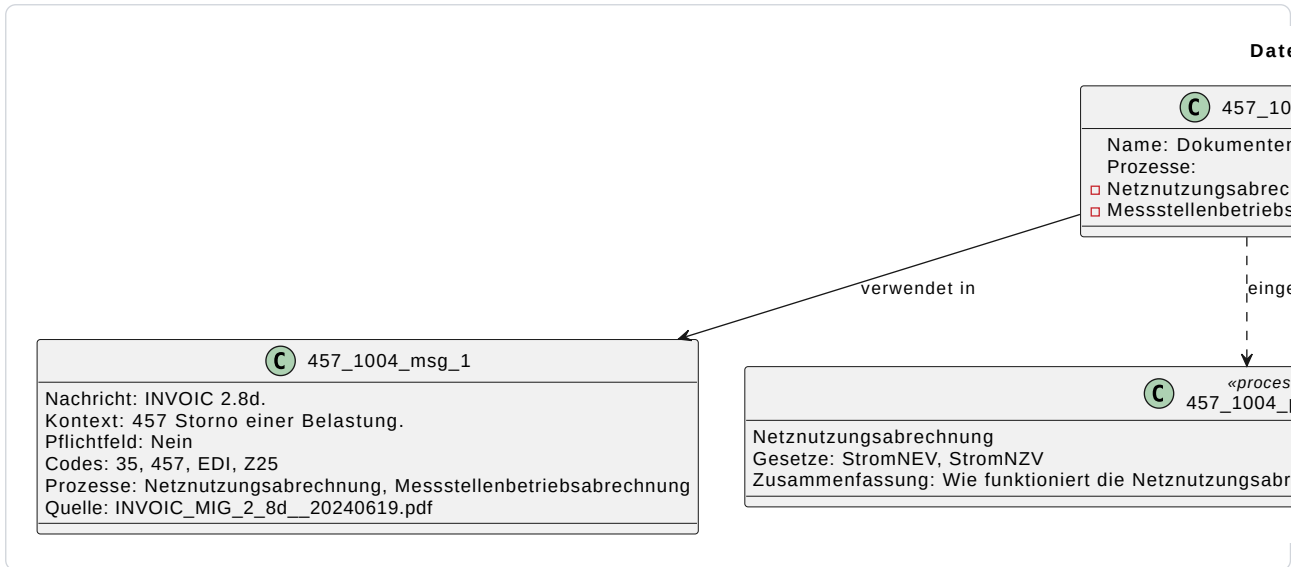 Date
C 457_10
Name: Dokumenten
Prozesse:
Netznutzungsabrec
Messstellenbetriebs
verwendet in
einge
C 457_1004_msg_1
Nachricht: INVOIC 2.8d.
Kontext: 457 Storno einer Belastung.
Pflichtfeld: Nein
Codes: 35, 457, EDI, Z25
Prozesse: Netznutzungsabrechnung, Messstellenbetriebsabrechnung
Quelle: INVOIC_MIG_2_8d__20240619.pdf
«proces
C 457_1004_p
Netznutzungsabrechnung
Gesetze: StromNEV, StromNZV
Zusammenfassung: Wie funktioniert die Netznutzungsabr